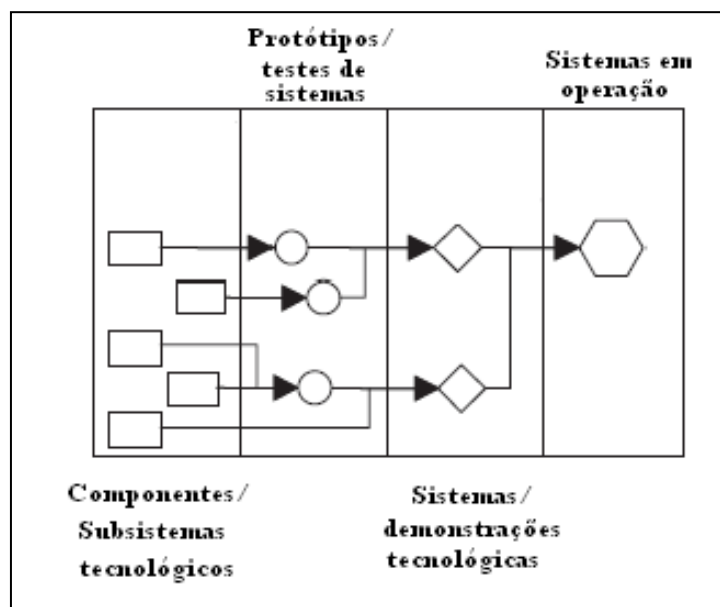 Protótipos/
testes de
sistemas
Sistemas em
operação
Componentes/
Subsistemas
tecnológicos
Sistemas/
demonstrações
tecnológicas